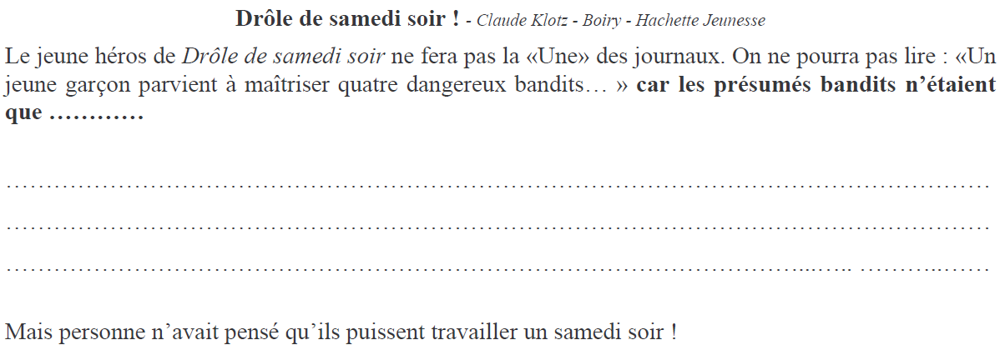 Drôle de samedi soir ! - Claude Klotz - Boiry - Hachette Jeunesse
Le jeune héros de Drôle de samedi soir ne fera pas la «Une» des journaux. On ne pourra pas lire : «Un
jeune garçon parvient à maîtriser quatre dangereux bandits… » car les présumés bandits n’étaient
que …………
……………………………………………………………………………………………………………
……………………………………………………………………………………………………………
………………………………………………………………………………………...….. ………...……
Mais personne n’avait pensé qu’ils puissent travailler un samedi soir !